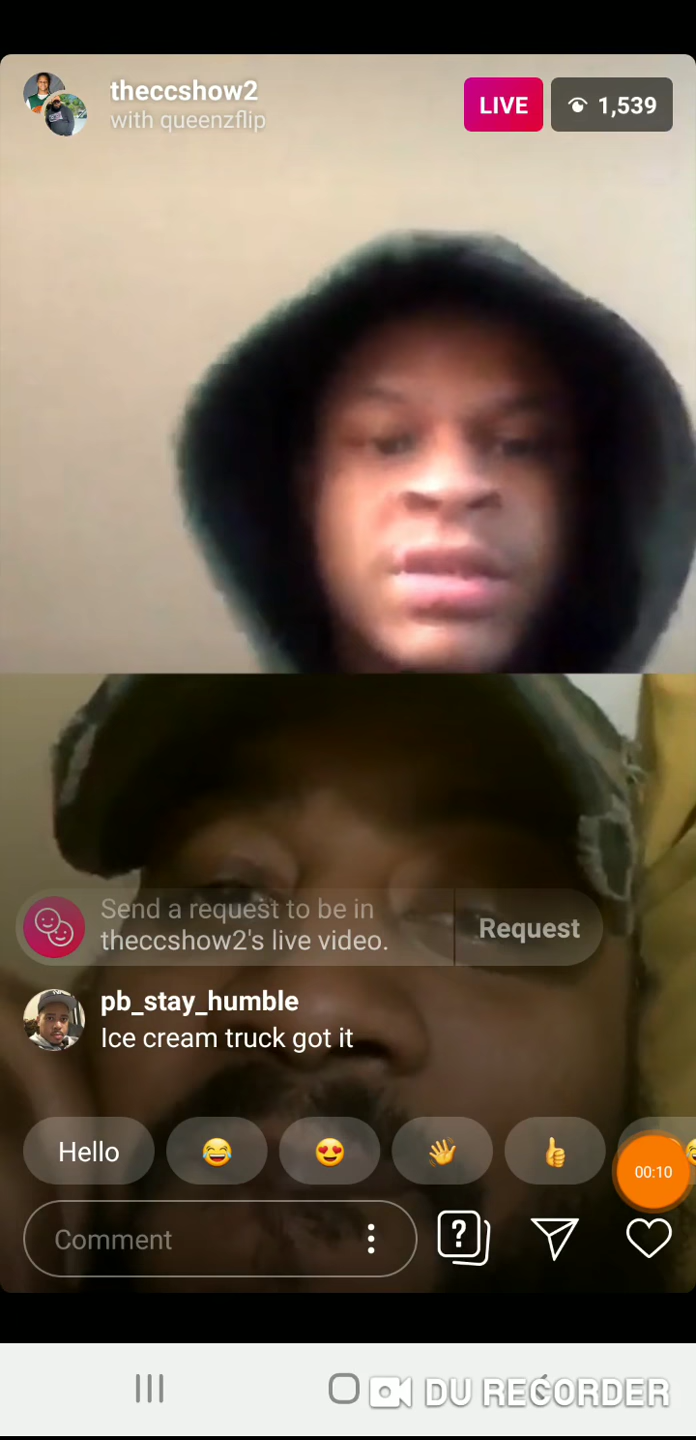 theccshow2
with queenzflip
LIVE
1,539
Send a request to be in
theccshow2's live video.
Request
pb_stay_humble
Ice cream truck got it
Hello
00:10
Comment
?
DU RECORDER